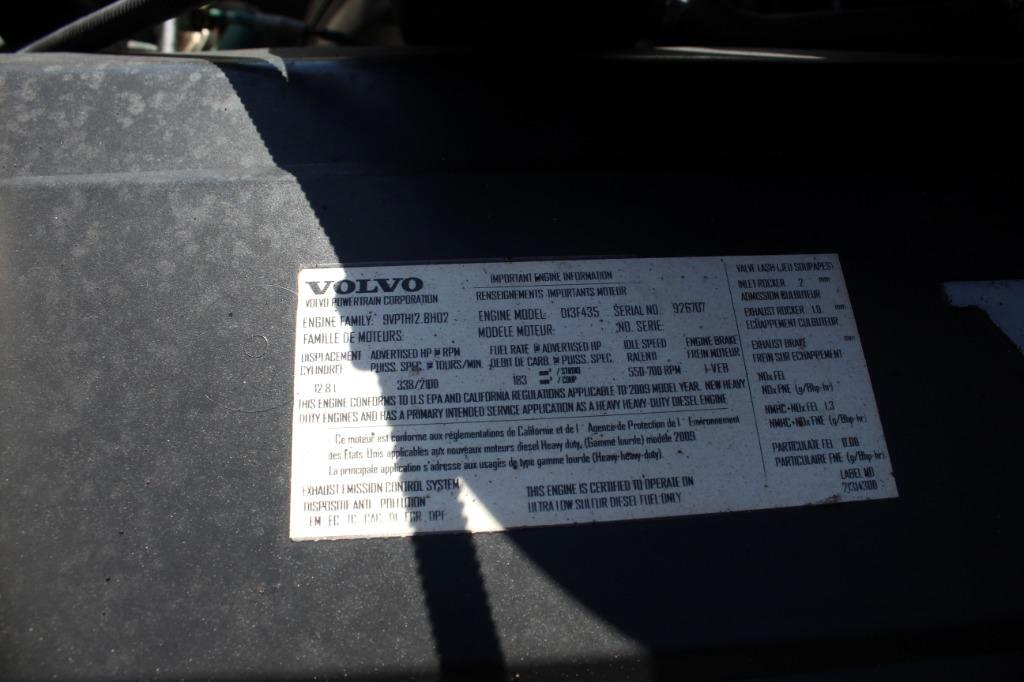 VOLVO
VOLVO POWERTRAIN CORPORATION
IMPORTANT ENGINE INFORMATION
RENSEIGNEMENTS IMPORTANTS MOTEUR
ENGINE FAMILY: 9VPTH12.8H02 ENGINE MODEL: D13F435 SERIAL NO. 926707
FAMILLE DE MOTEURS: MODELE MOTEUR: NO. SERIE:
DISPLACEMENT ADVERTISED HP @ RPM FUEL RATE @ ADVERTISED HP IDLE SPEED ENGINE BRAKE
CYLINDREE PUISS. SPEC. @ TOURS/MIN. DEBIT DE CARB. @ PUISS. SPEC. RALENTI FREIN MOTEUR
12.8 L 338/2100 183 mm³ / STROKE mm³ / COUP 550-700 RPM I-VEB
THIS ENGINE CONFORMS TO U.S EPA AND CALIFORNIA REGULATIONS APPLICABLE TO 2009 MODEL YEAR. NEW HEAVY
DUTY ENGINES AND HAS A PRIMARY INTENDED SERVICE APPLICATION AS A HEAVY HEAVY-DUTY DIESEL ENGINE
Ce moteur est conforme aux réglementations de Californie et de l' Agence de Protection de l' Environnement
des États-Unis applicables aux nouveaux moteurs diesel Heavy duty, (Gamme lourde) modèle 2009.
La principale application s'adresse aux usages de type gamme lourde (Heavy-heavy-duty).
EXHAUST EMISSION CONTROL SYSTEM
DISPOSITIF ANTI POLLUTION
EM EC TC CAC DI EGR DPF
THIS ENGINE IS CERTIFIED TO OPERATE ON
ULTRA LOW SULFUR DIESEL FUEL ONLY
VALVE LASH (JEU SOUPAPES)
INLET ROCKER .2 mm
ADMISSION BULBUTEUR
EXHAUST ROCKER 1.0 mm
ECHAPPEMENT CULBUTEUR
EXHAUST BRAKE mm
FREIN SUR ECHAPPEMENT
NOx FEL
NOx FNE (g/Bhp-hr)
NMHC+NOx FEL 1.3
NMHC+NOx FNE (g/Bhp-hr)
PARTICULATE FEL 0.00
PARTICULAIRE FNE (g/Bhp-hr)
LABEL NO
21314300